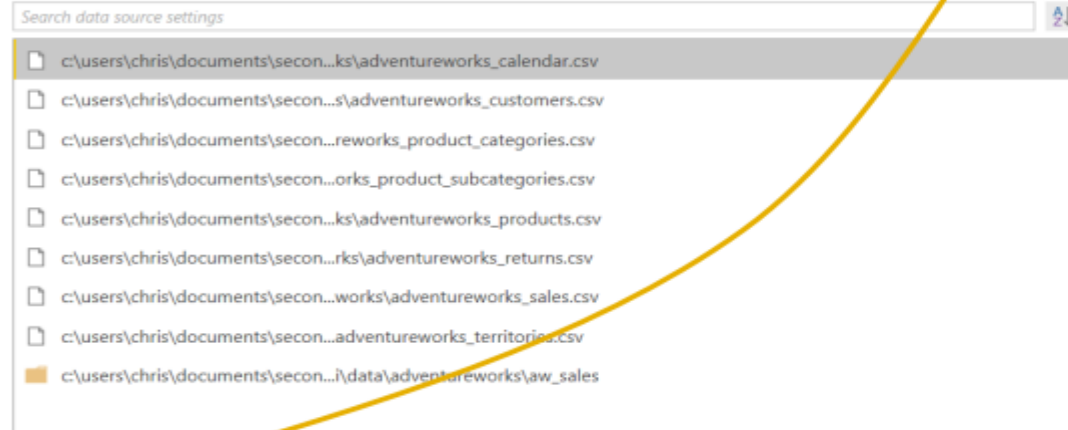 Search data source settings
A
Z
c:\users\chris\documents\secon...ks\adventureworks_calendar.csv
c:\users\chris\documents\secon...s\adventureworks_customers.csv
c:\users\chris\documents\secon...reworks_product_categories.csv
c:\users\chris\documents\secon...orks_product_subcategories.csv
c:\users\chris\documents\secon...ks\adventureworks_products.csv
c:\users\chris\documents\secon...rks\adventureworks_returns.csv
c:\users\chris\documents\secon...works\adventureworks_sales.csv
c:\users\chris\documents\secon...adventureworks_territories.csv
c:\users\chris\documents\secon...i\data\adventureworks\aw_sales